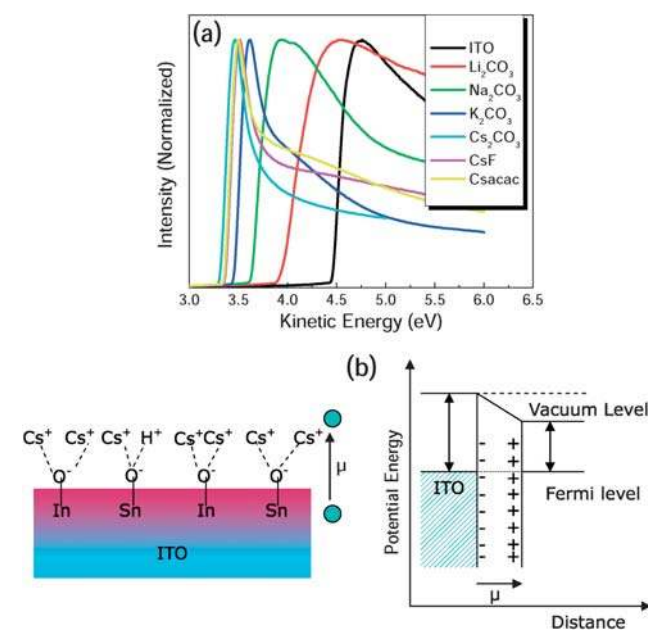 (a)
ITO
Li₂CO₃
Na₂CO₃
K₂CO₃
Cs₂CO₃
CsF
Csacac
Intensity (Normalized)
3.0 3.5 4.0 4.5 5.0 5.5 6.0 6.5
Kinetic Energy (eV)
(b)
Cs⁺ Cs⁺ Cs⁺ H⁺ Cs⁺Cs⁺ Cs⁺ Cs⁺
μ
O⁻ O⁻ O⁻ O⁻
In Sn In Sn
ITO
Potential Energy
Vacuum Level
ITO
Fermi level
- +
- +
- +
- +
- +
- +
- +
- +
μ
Distance